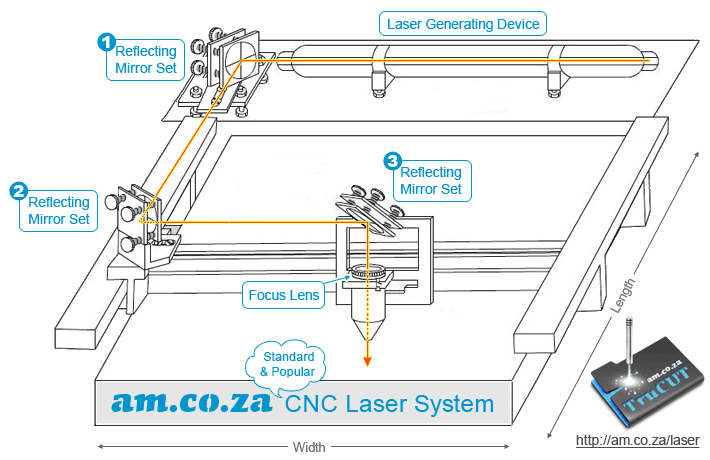 Laser Generating Device
1
Reflecting
Mirror Set
2
Reflecting
Mirror Set
3
Reflecting
Mirror Set
Focus Lens
Length
Standard
& Popular
am.co.za CNC Laser System
am.co.za
TruCUT
http://am.co.za/laser
Width